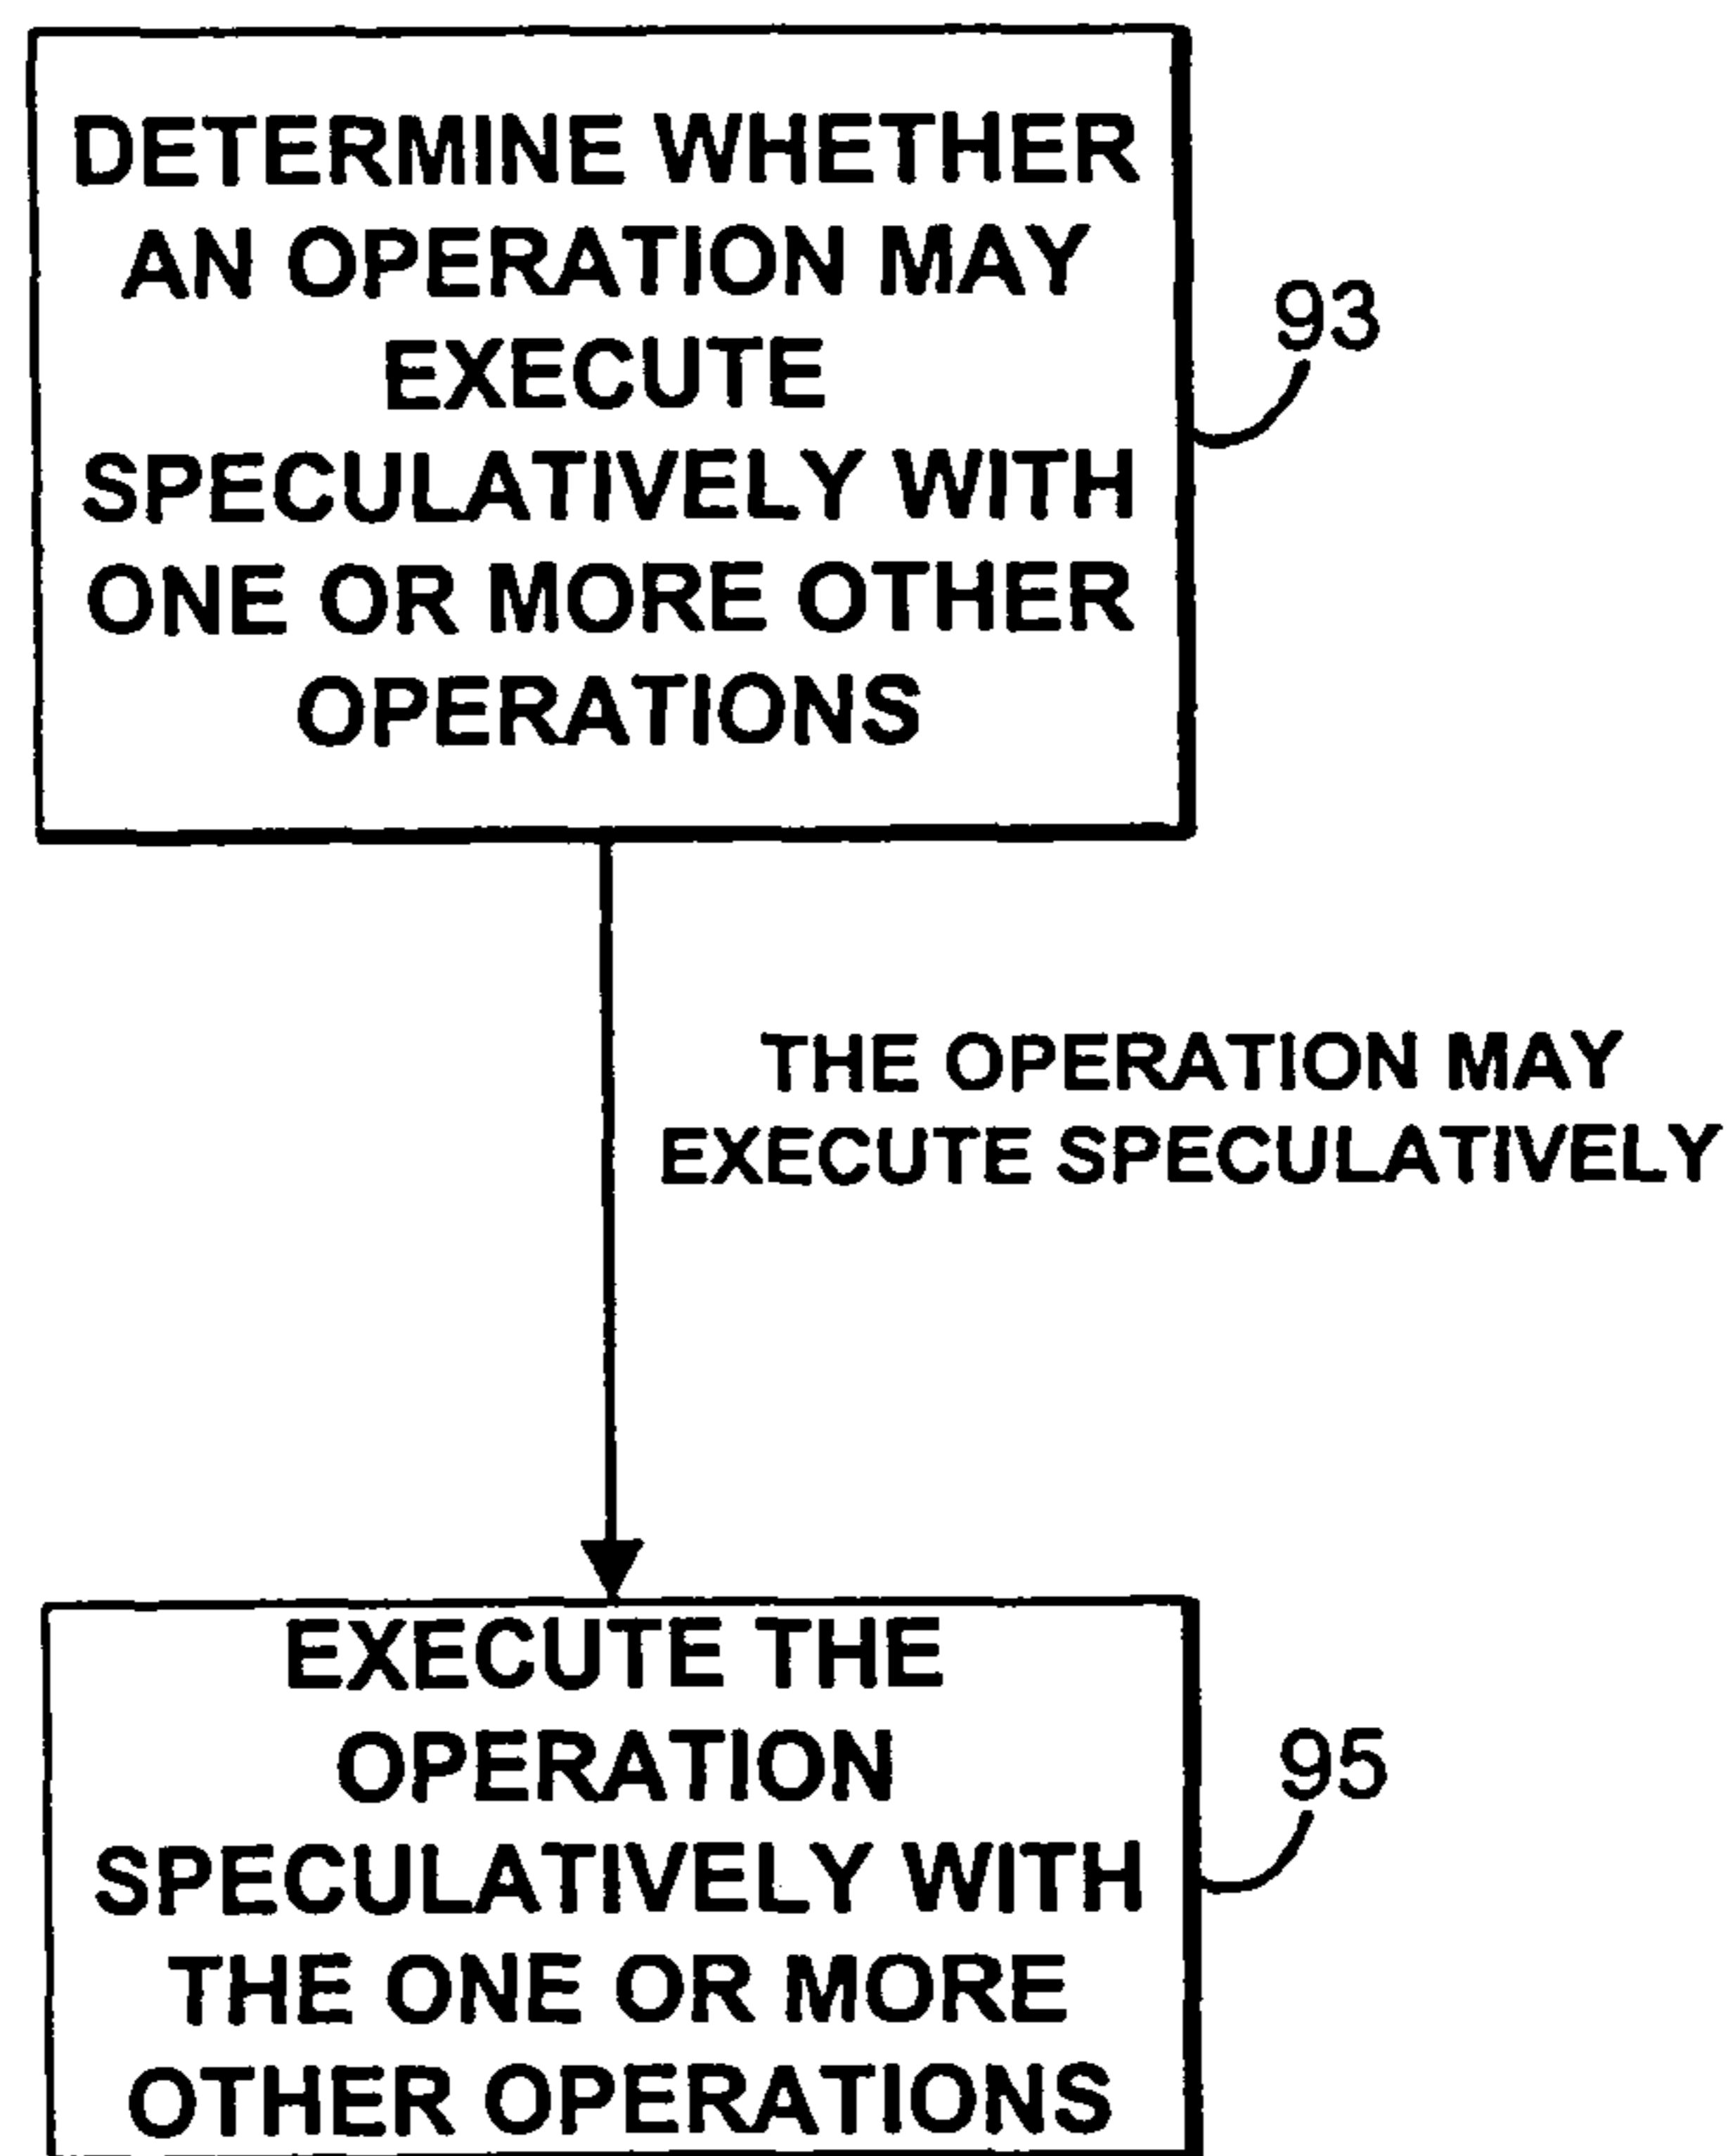 DETERMINE WHETHER
AN OPERATION MAY
EXECUTE
SPECULATIVELY WITH
ONE OR MORE OTHER
OPERATIONS
93
THE OPERATION MAY
EXECUTE SPECULATIVELY
EXECUTE THE
OPERATION
SPECULATIVELY WITH
THE ONE OR MORE
OTHER OPERATIONS
95